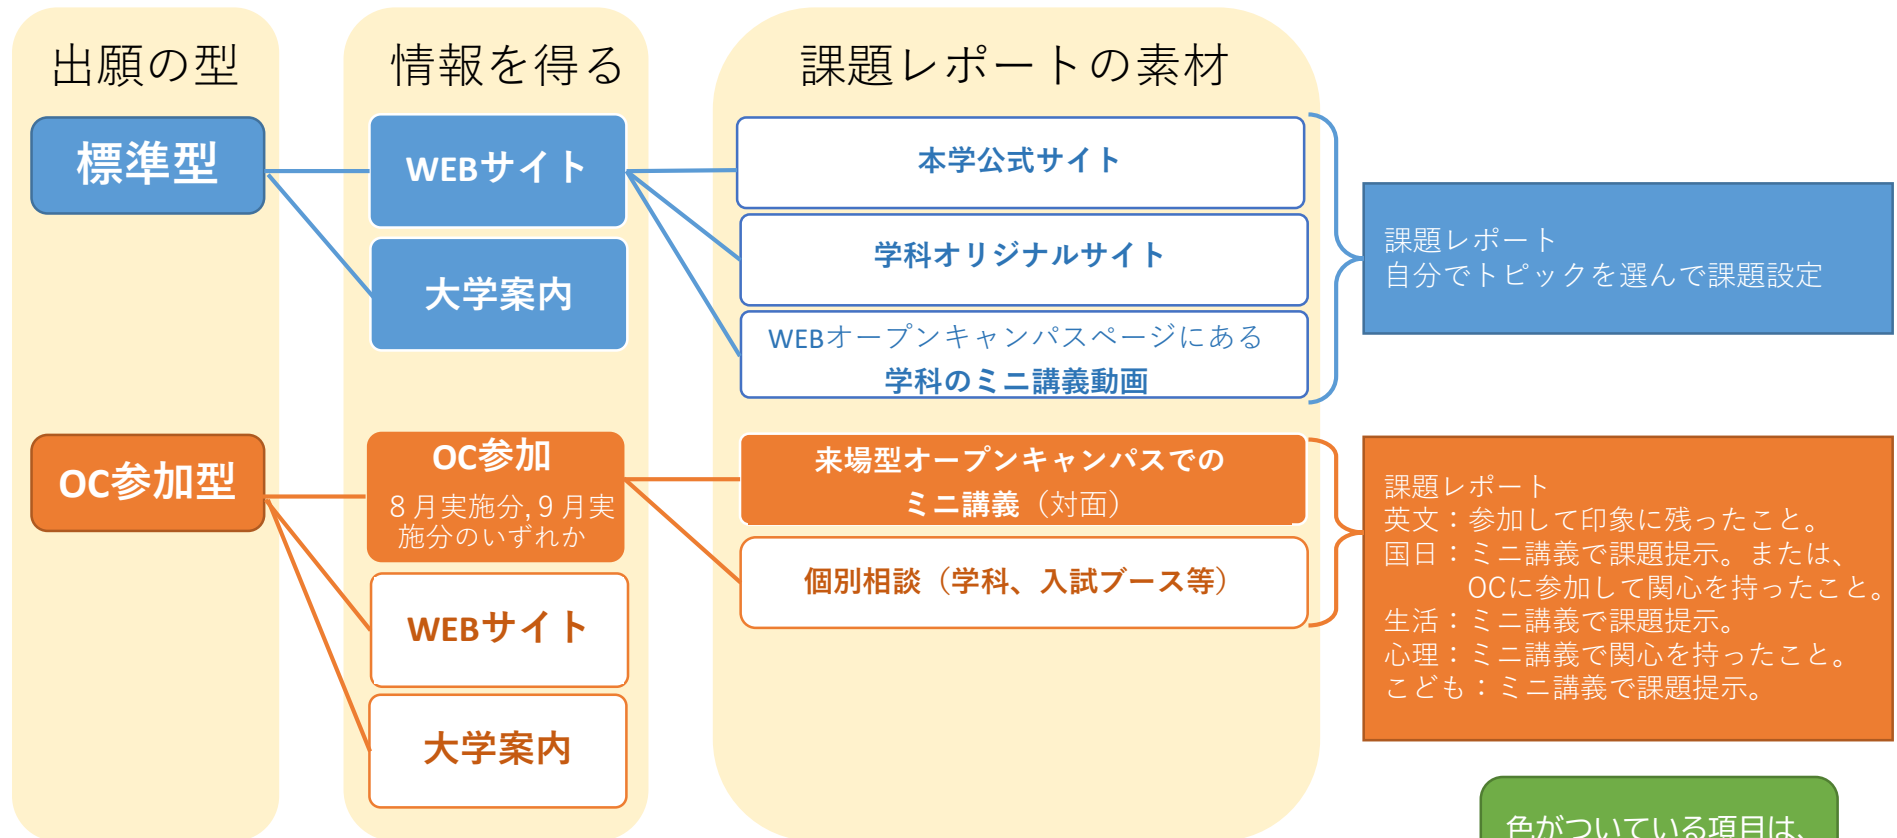 出願の型
情報を得る
課題レポートの素材
標準型
WEBサイト
大学案内
本学公式サイト
学科オリジナルサイト
WEBオープンキャンパスページにある
学科のミニ講義動画
課題レポート
自分でトピックを選んで課題設定
OC参加型
OC参加
8月実施分,9月実
施分のいずれか
WEBサイト
大学案内
来場型オープンキャンパスでの
ミニ講義（対面）
個別相談（学科、入試ブース等）
課題レポート
英文：参加して印象に残ったこと。
国日：ミニ講義で課題提示。または、
OCに参加して関心を持ったこと。
生活：ミニ講義で課題提示。
心理：ミニ講義で関心を持ったこと。
こども：ミニ講義で課題提示。
色がついている項目は、